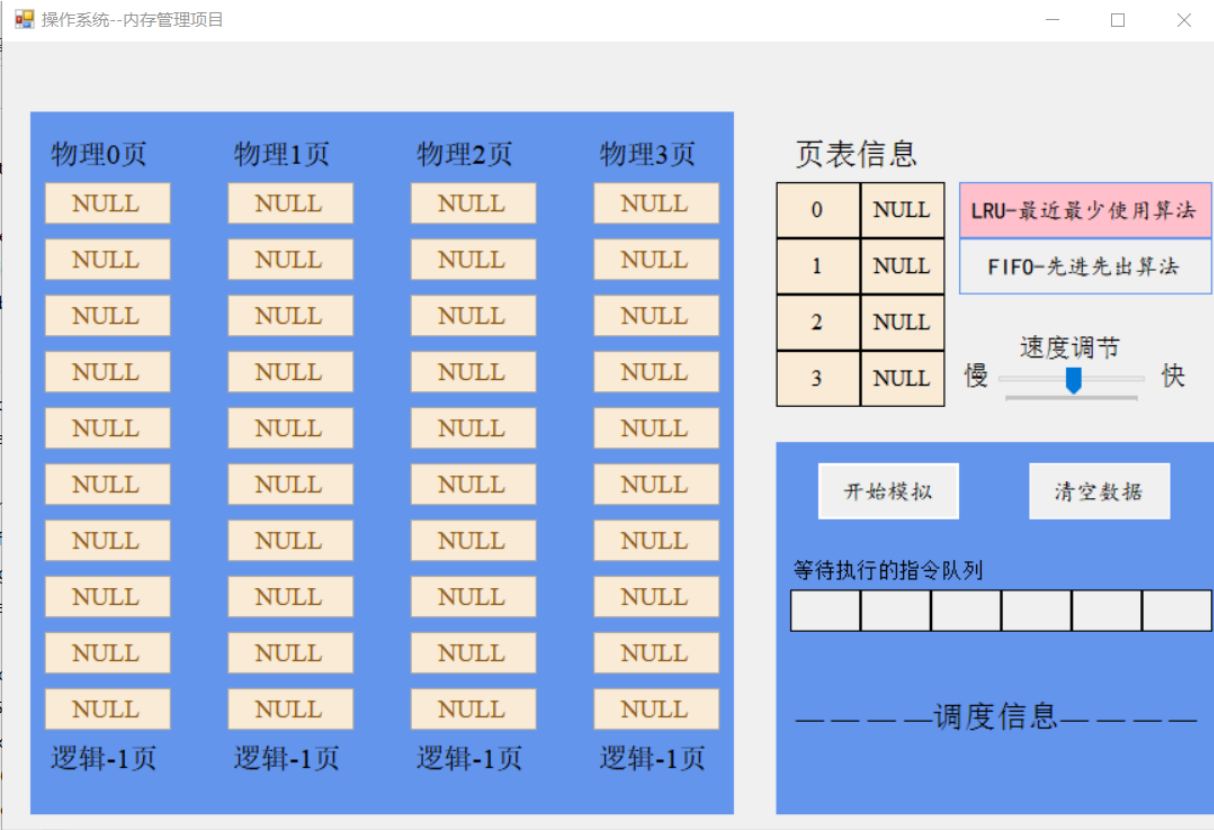 操作系统--内存管理项目
物理0页 物理1页 物理2页 物理3页
NULL NULL NULL NULL
NULL NULL NULL NULL
NULL NULL NULL NULL
NULL NULL NULL NULL
NULL NULL NULL NULL
NULL NULL NULL NULL
NULL NULL NULL NULL
NULL NULL NULL NULL
NULL NULL NULL NULL
NULL NULL NULL NULL
逻辑-1页 逻辑-1页 逻辑-1页 逻辑-1页
页表信息
0 NULL
1 NULL
2 NULL
3 NULL
LRU-最近最少使用算法
FIFO-先进先出算法
速度调节
慢 快
开始模拟 清空数据
等待执行的指令队列
————调度信息————